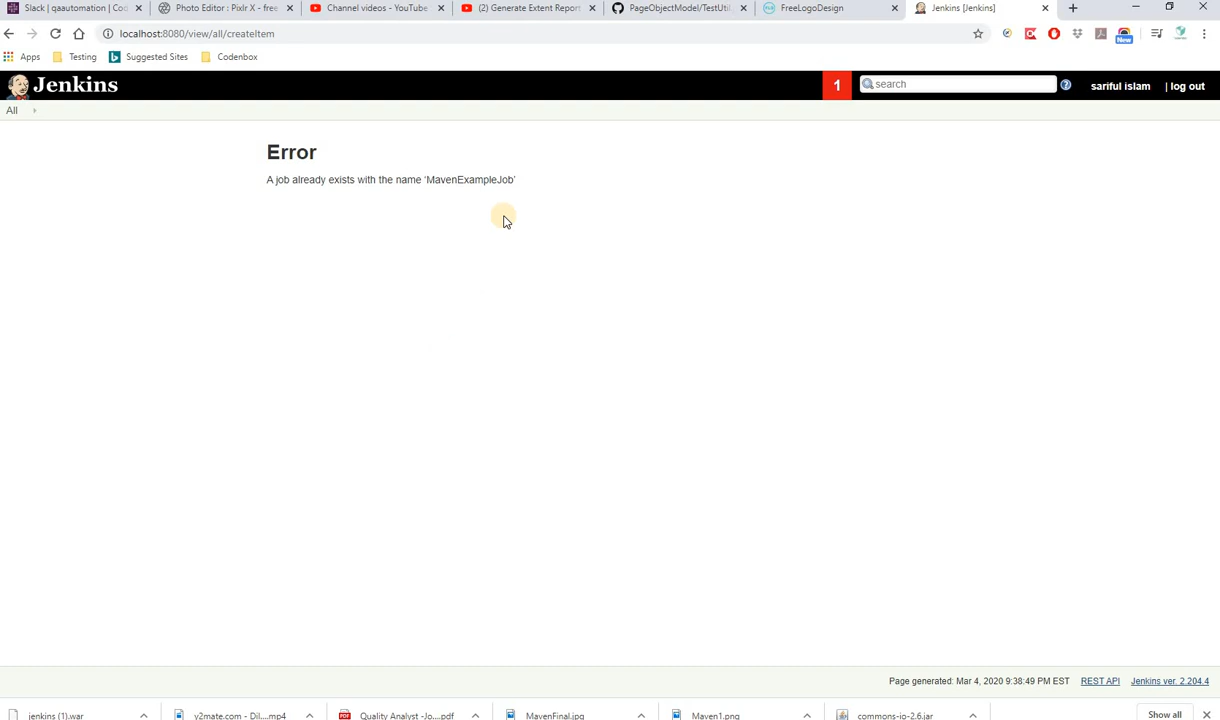 Slack | qaautomation | Cod
Photo Editor : Pixlr X - free
Channel videos - YouTube
(2) Generate Extent Report
PageObjectModel/TestUtil
FreeLogoDesign
Jenkins [Jenkins]
localhost:8080/view/all/createItem
New
Apps
Testing
Suggested Sites
Codenbox
Jenkins
1
search
sariful islam
| log out
All
Error
A job already exists with the name 'MavenExampleJob'
Page generated: Mar 4, 2020 9:38:49 PM EST
REST API
Jenkins ver. 2.204.4
jenkins (1).war
y2mate.com - Dil....mp4
Quality Analyst -Jo....pdf
MavenFinal.jpg
Maven1.png
commons-io-2.6.jar
Show all